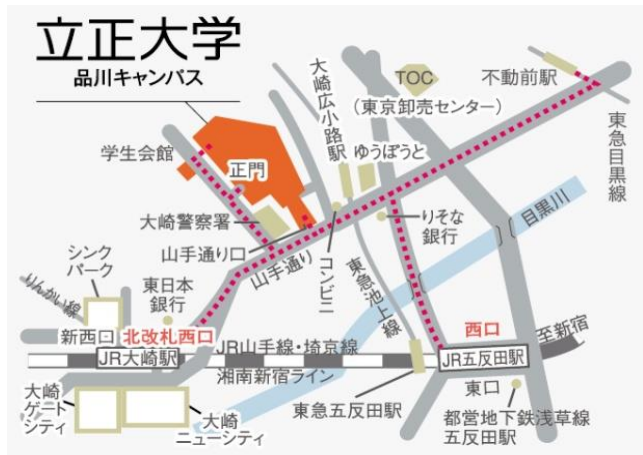 立正大学
品川キャンパス
学生会館
正門
大崎警察署
山手通り口
山手通り
コンビニ
大崎広小路駅
ゆうぽうと
TOC
(東京卸売センター)
不動前駅
東急目黒線
目黒川
りそな
銀行
東急池上線
シンク
パーク
りんかい線
東日本
銀行
新西口
北改札西口
JR大崎駅
JR山手線・埼京線
湘南新宿ライン
西口
JR五反田駅
至新宿
東口
東急五反田駅
都営地下鉄浅草線
五反田駅
大崎
ゲート
シティ
大崎
ニューシティ